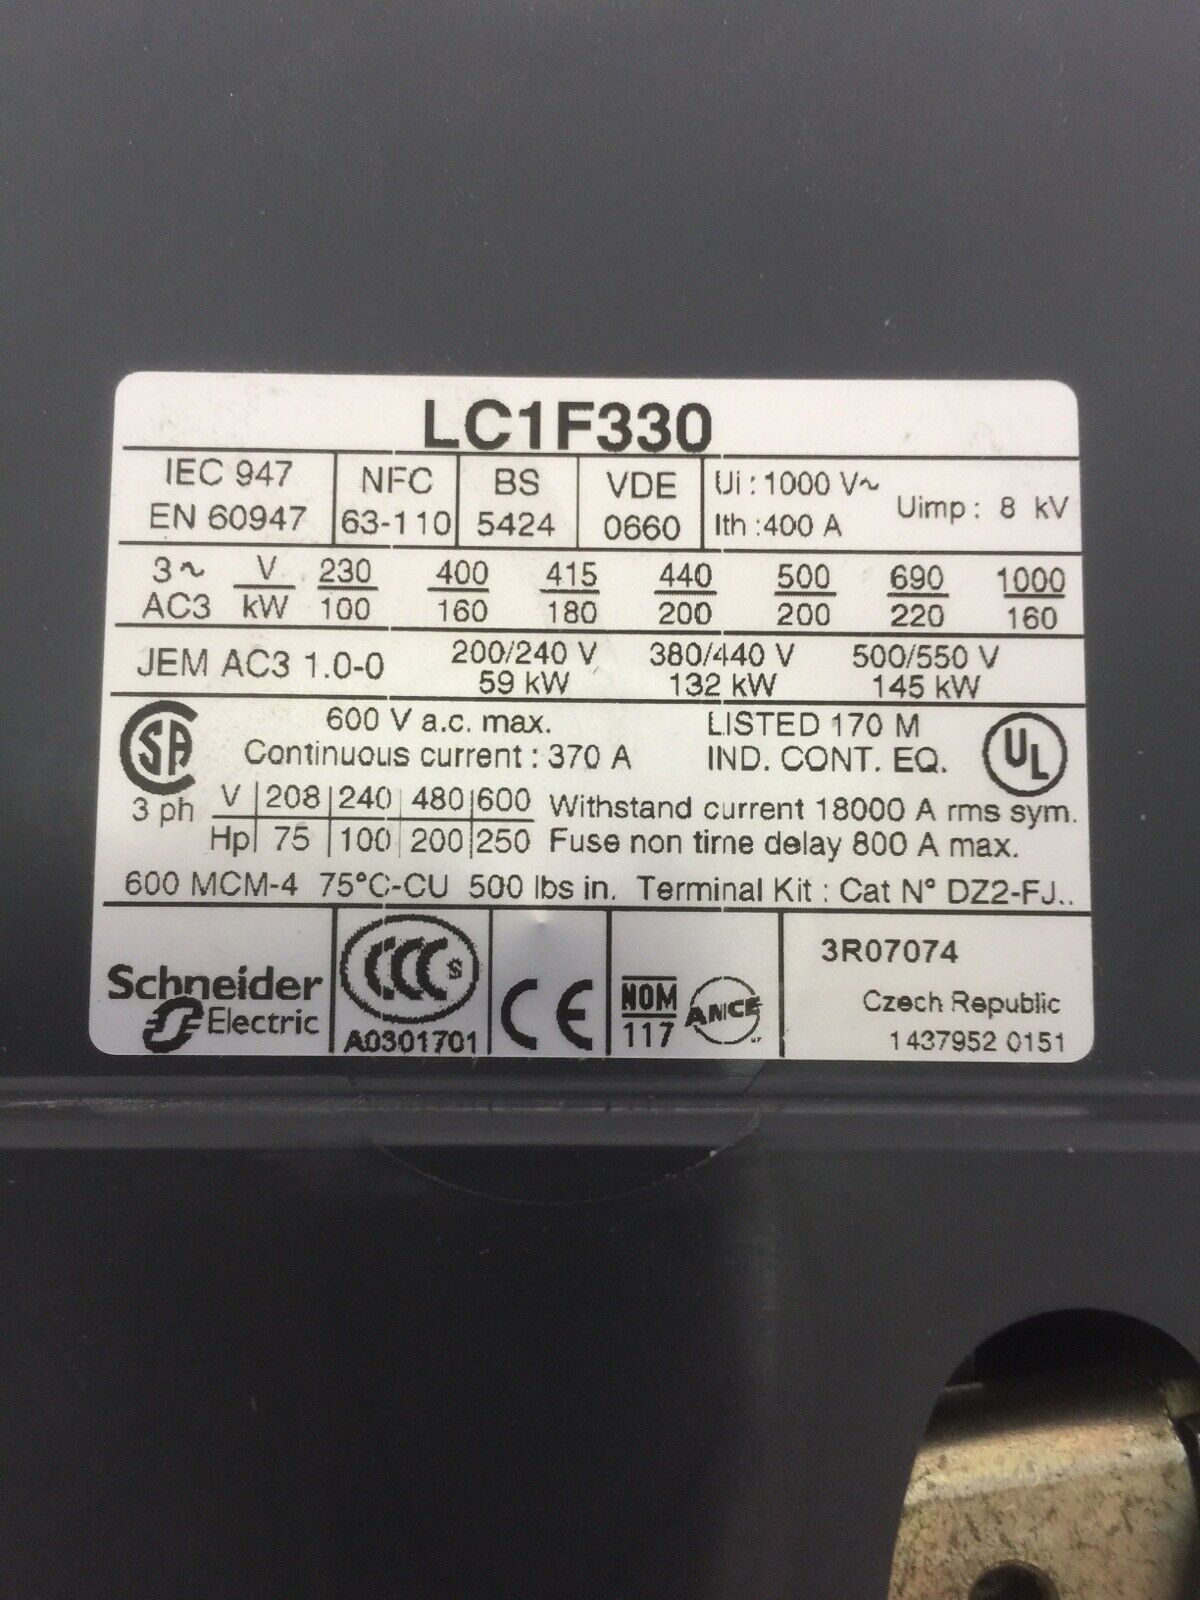 LC1F330
IEC 947
EN 60947
NFC
63-110
BS
5424
VDE
0660
Ui : 1000 V~
Ith :400 A
Uimp : 8 kV
3~ V 230 400 415 440 500 690 1000
AC3 kW 100 160 180 200 200 220 160
JEM AC3 1.0-0
200/240 V 380/440 V 500/550 V
59 kW 132 kW 145 kW
SA
600 V a.c. max.
Continuous current : 370 A
LISTED 170 M
IND. CONT. EQ.
UL
3 ph V 208 240 480 600
Hp 75 100 200 250
Withstand current 18000 A rms sym.
Fuse non time delay 800 A max.
600 MCM-4 75°C-CU 500 lbs in. Terminal Kit : Cat N° DZ2-FJ..
Schneider
Electric
CCC S
A0301701
CE
NOM
117
ANCE
3R07074
Czech Republic
1437952 0151